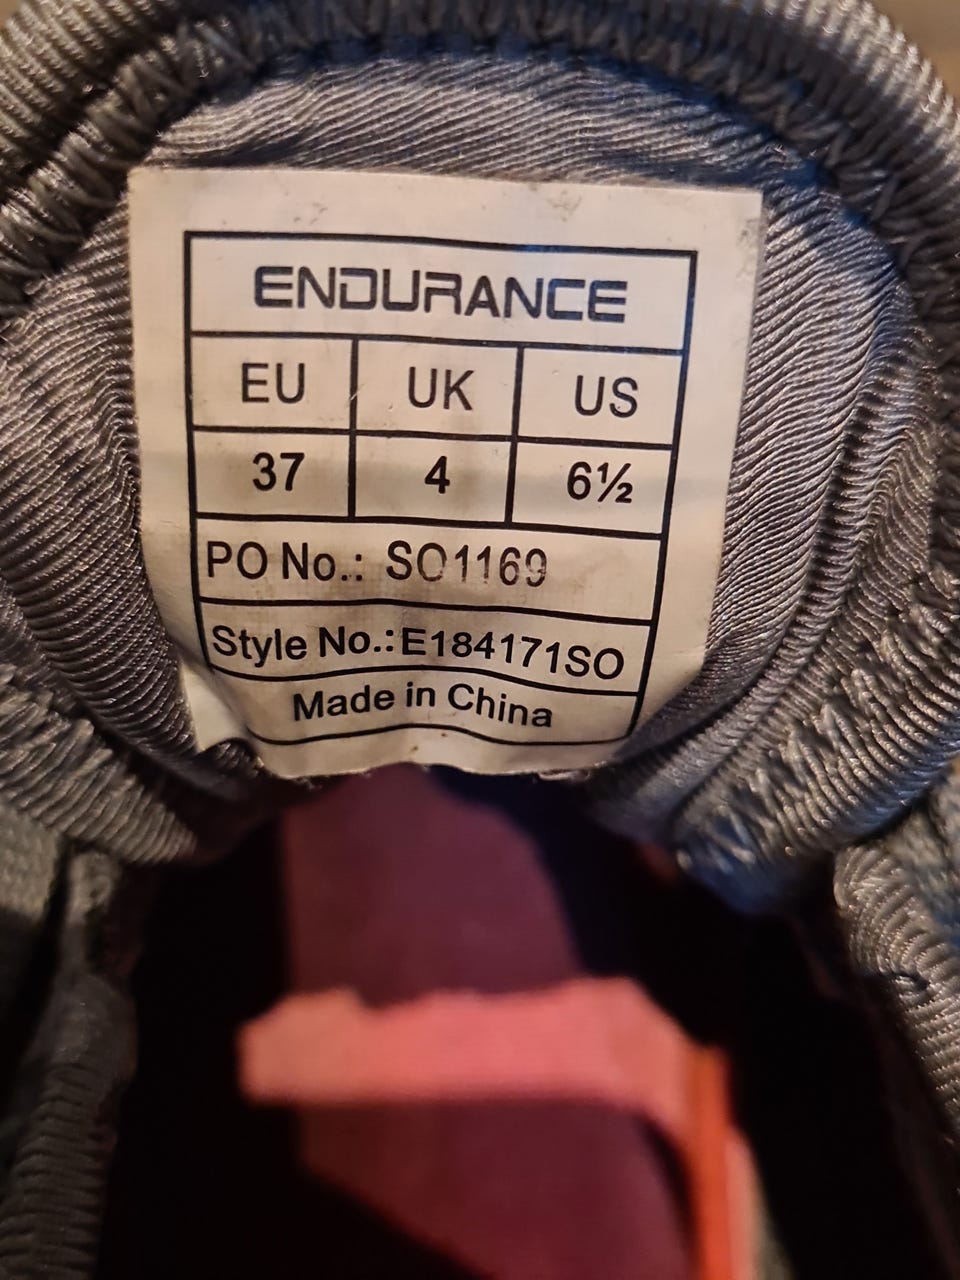 ENDURANCE
EU UK US
37 4 6½
PO No.: SO1169
Style No.: E184171SO
Made in China